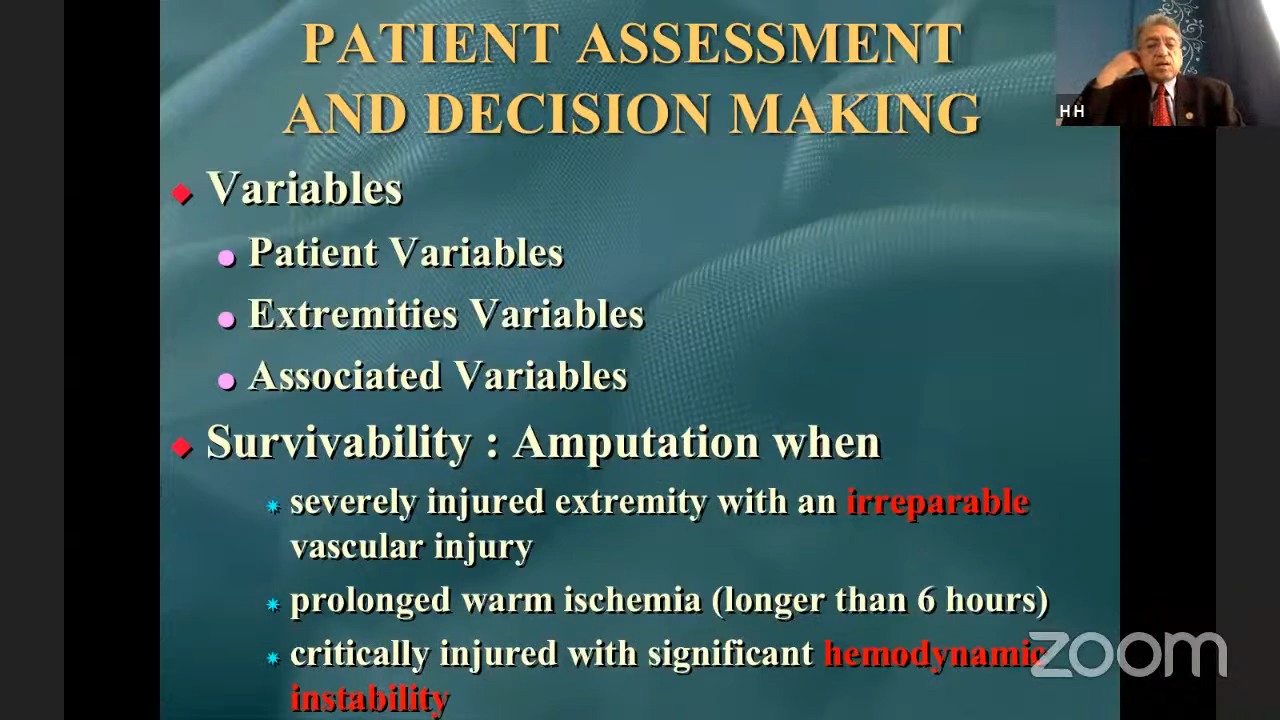 PATIENT ASSESSMENT
AND DECISION MAKING
H H
Variables
Patient Variables
Extremities Variables
Associated Variables
Survivability : Amputation when
severely injured extremity with an irreparable
vascular injury
prolonged warm ischemia (longer than 6 hours)
critically injured with significant hemodynamic
instability
zoom